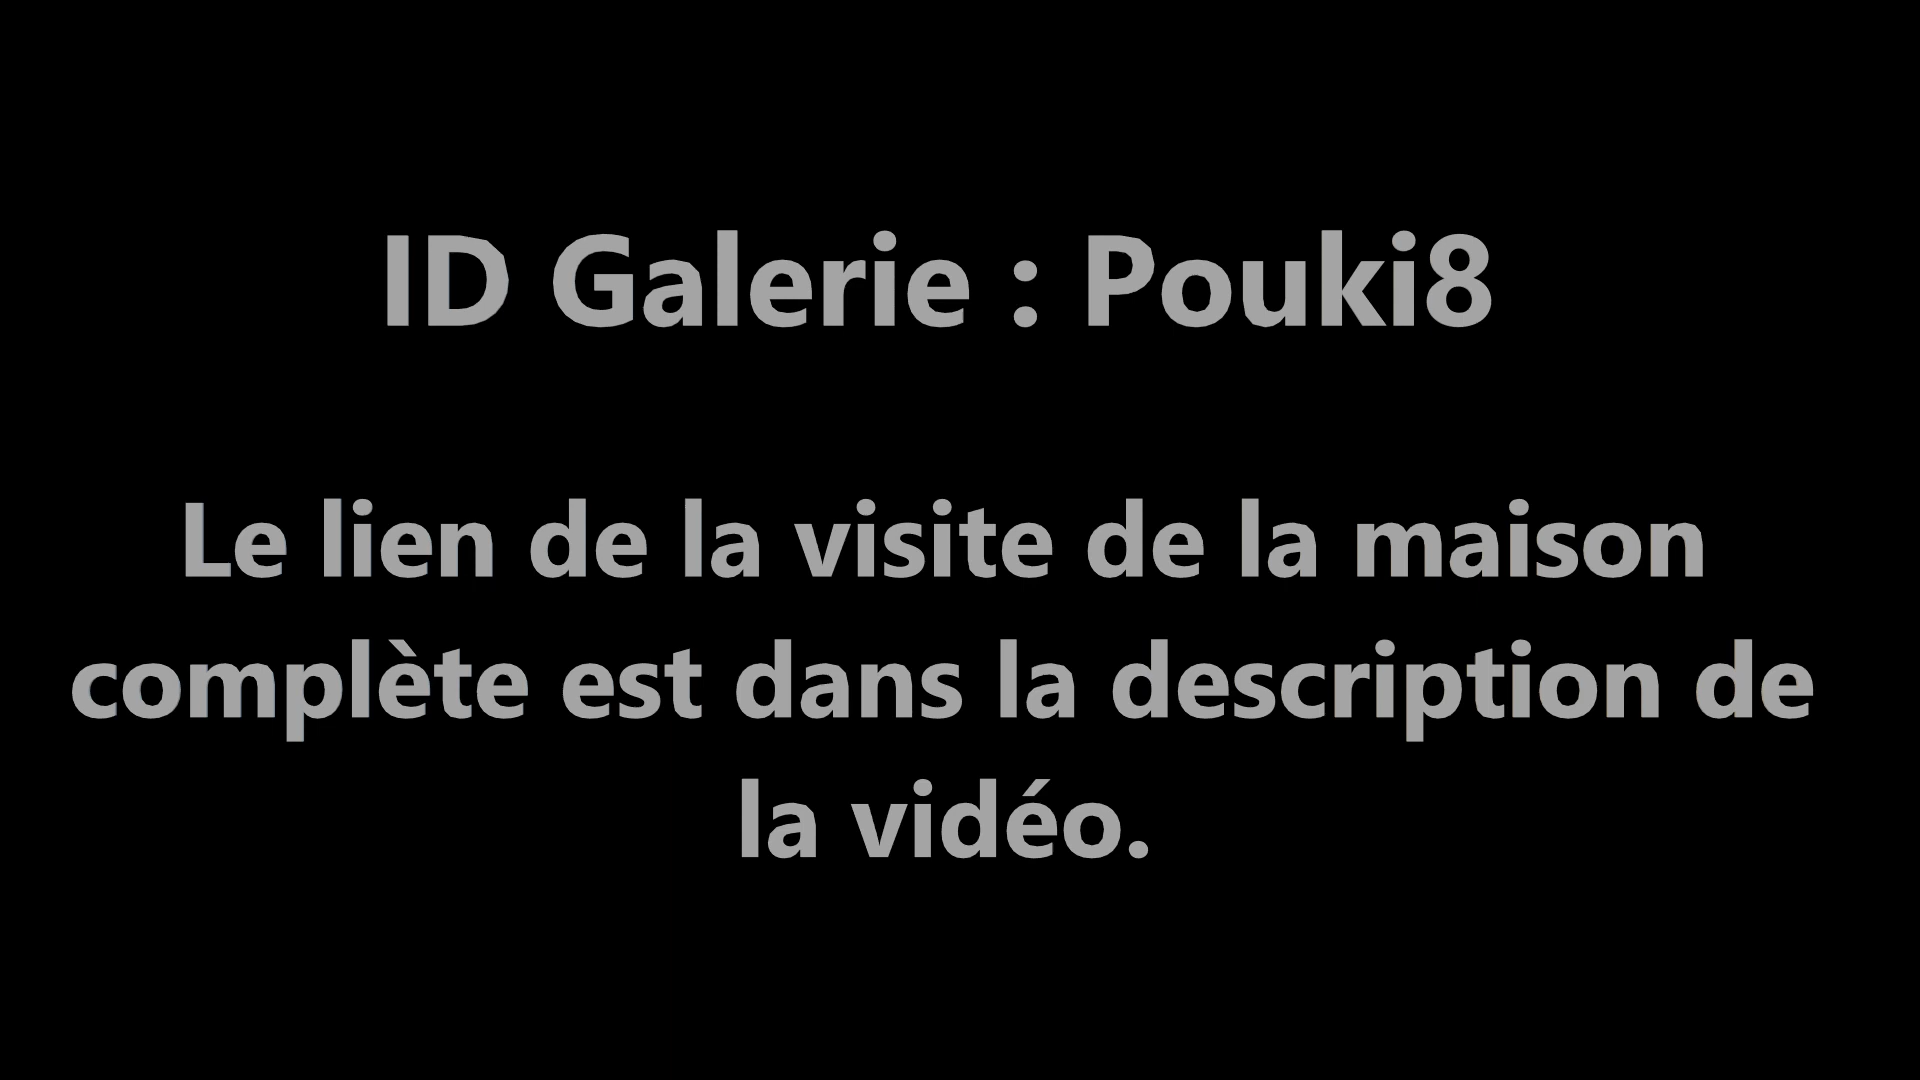 ID Galerie : Pouki8
Le lien de la visite de la maison
complète est dans la description de
la vidéo.